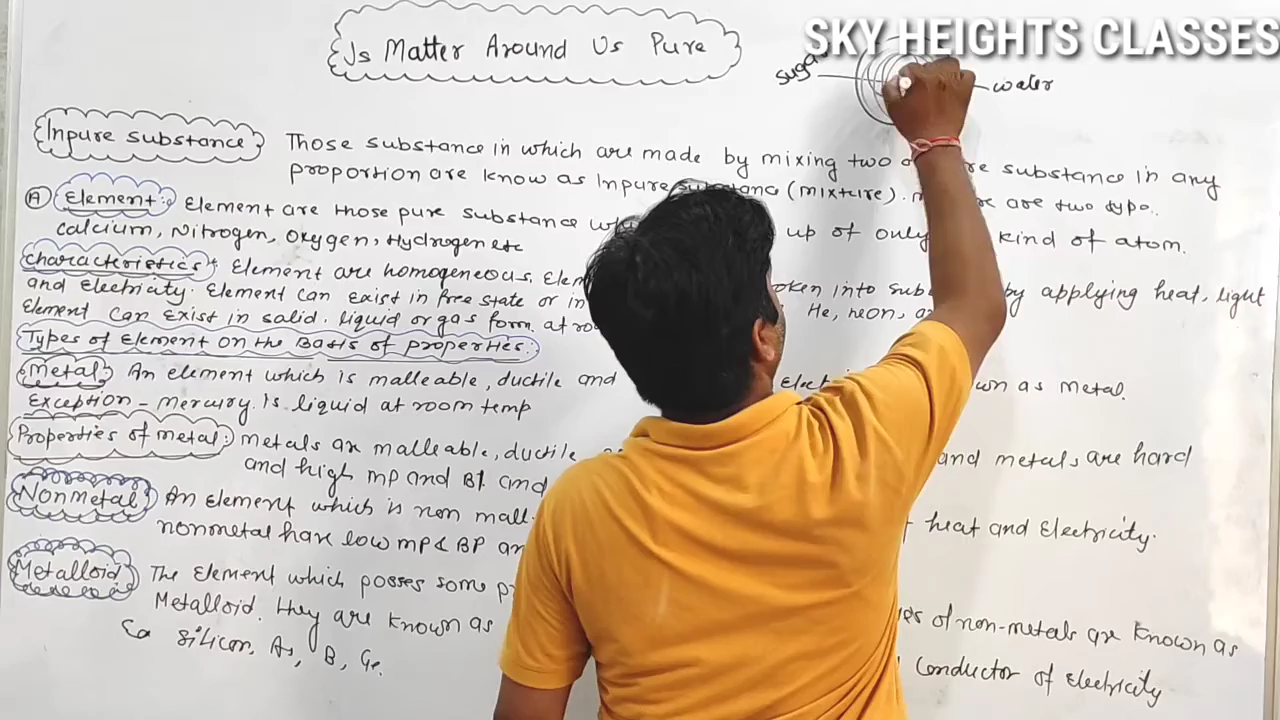 SKY HEIGHTS CLASSES
Is Matter Around Us Pure
sugar
water
Inpure substance Those substance in which are made by mixing two substance in any
proportion are know as Inpure substance (mixture). are two typo..
(A) Element: Element are those pure substance up of only kind of atom.
calcium, Nitrogen, Oxygen, Hydrogen etc
characteristics Element are homogeneous. into by applying heat, light
and Electricity. Element can Exist in free state or in He, neon,
Element can Exist in solid. liquid or gas form. at
Types of Element on the Basis of properties:
Metal: An element which is malleable, ductile and as metal.
Exception - mercury. Is liquid at room temp
Properties of metal: Metals are malleable, ductile, and metals are hard
and high MP and BP. and
Nonmetal An Element which is non heat and Electricity.
nonmetal have low MP & BP
Metalloid The Element which posses some of non-metals are known as
Metalloid. they are known as conductor of Electricity
Ex silicon, As, B, Ge.